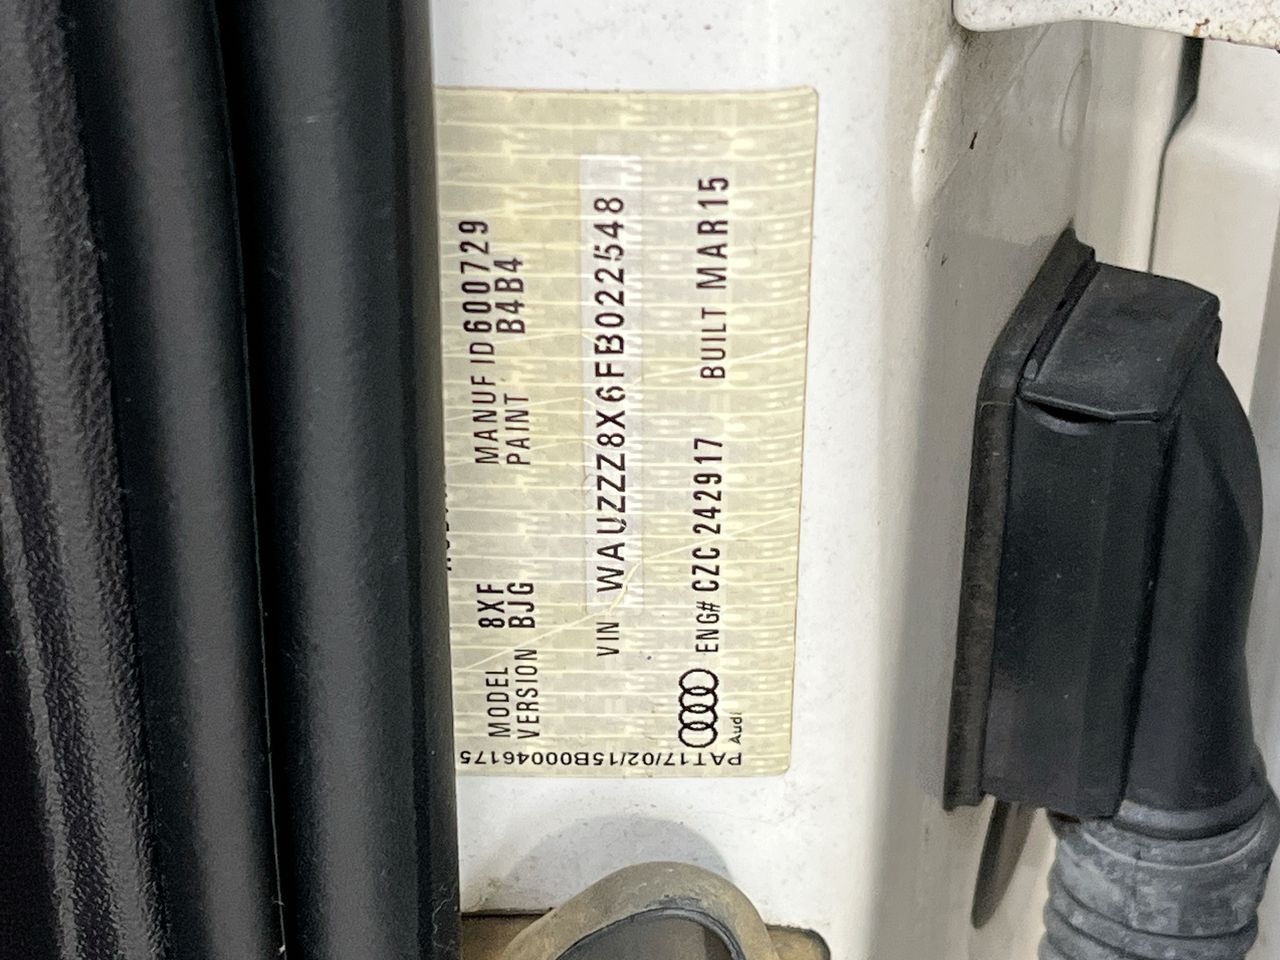 MODEL 8XF MANUF ID 600729
VERSION BJG PAINT B4B4
VIN WAUZZZ8X6FB022548
ENG# CZC 242917 BUILT MAR15
Audi
PAT17/02/15B00046175